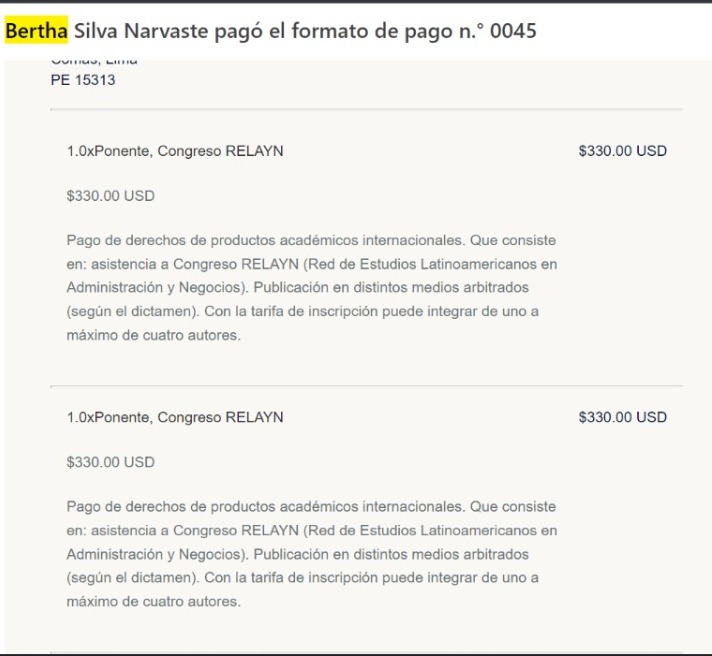 Bertha Silva Narvaste pagó el formato de pago n.° 0045
Comas, Lima
PE 15313
1.0xPonente, Congreso RELAYN $330.00 USD
$330.00 USD
Pago de derechos de productos académicos internacionales. Que consiste
en: asistencia a Congreso RELAYN (Red de Estudios Latinoamericanos en
Administración y Negocios). Publicación en distintos medios arbitrados
(según el dictamen). Con la tarifa de inscripción puede integrar de uno a
máximo de cuatro autores.
1.0xPonente, Congreso RELAYN $330.00 USD
$330.00 USD
Pago de derechos de productos académicos internacionales. Que consiste
en: asistencia a Congreso RELAYN (Red de Estudios Latinoamericanos en
Administración y Negocios). Publicación en distintos medios arbitrados
(según el dictamen). Con la tarifa de inscripción puede integrar de uno a
máximo de cuatro autores.